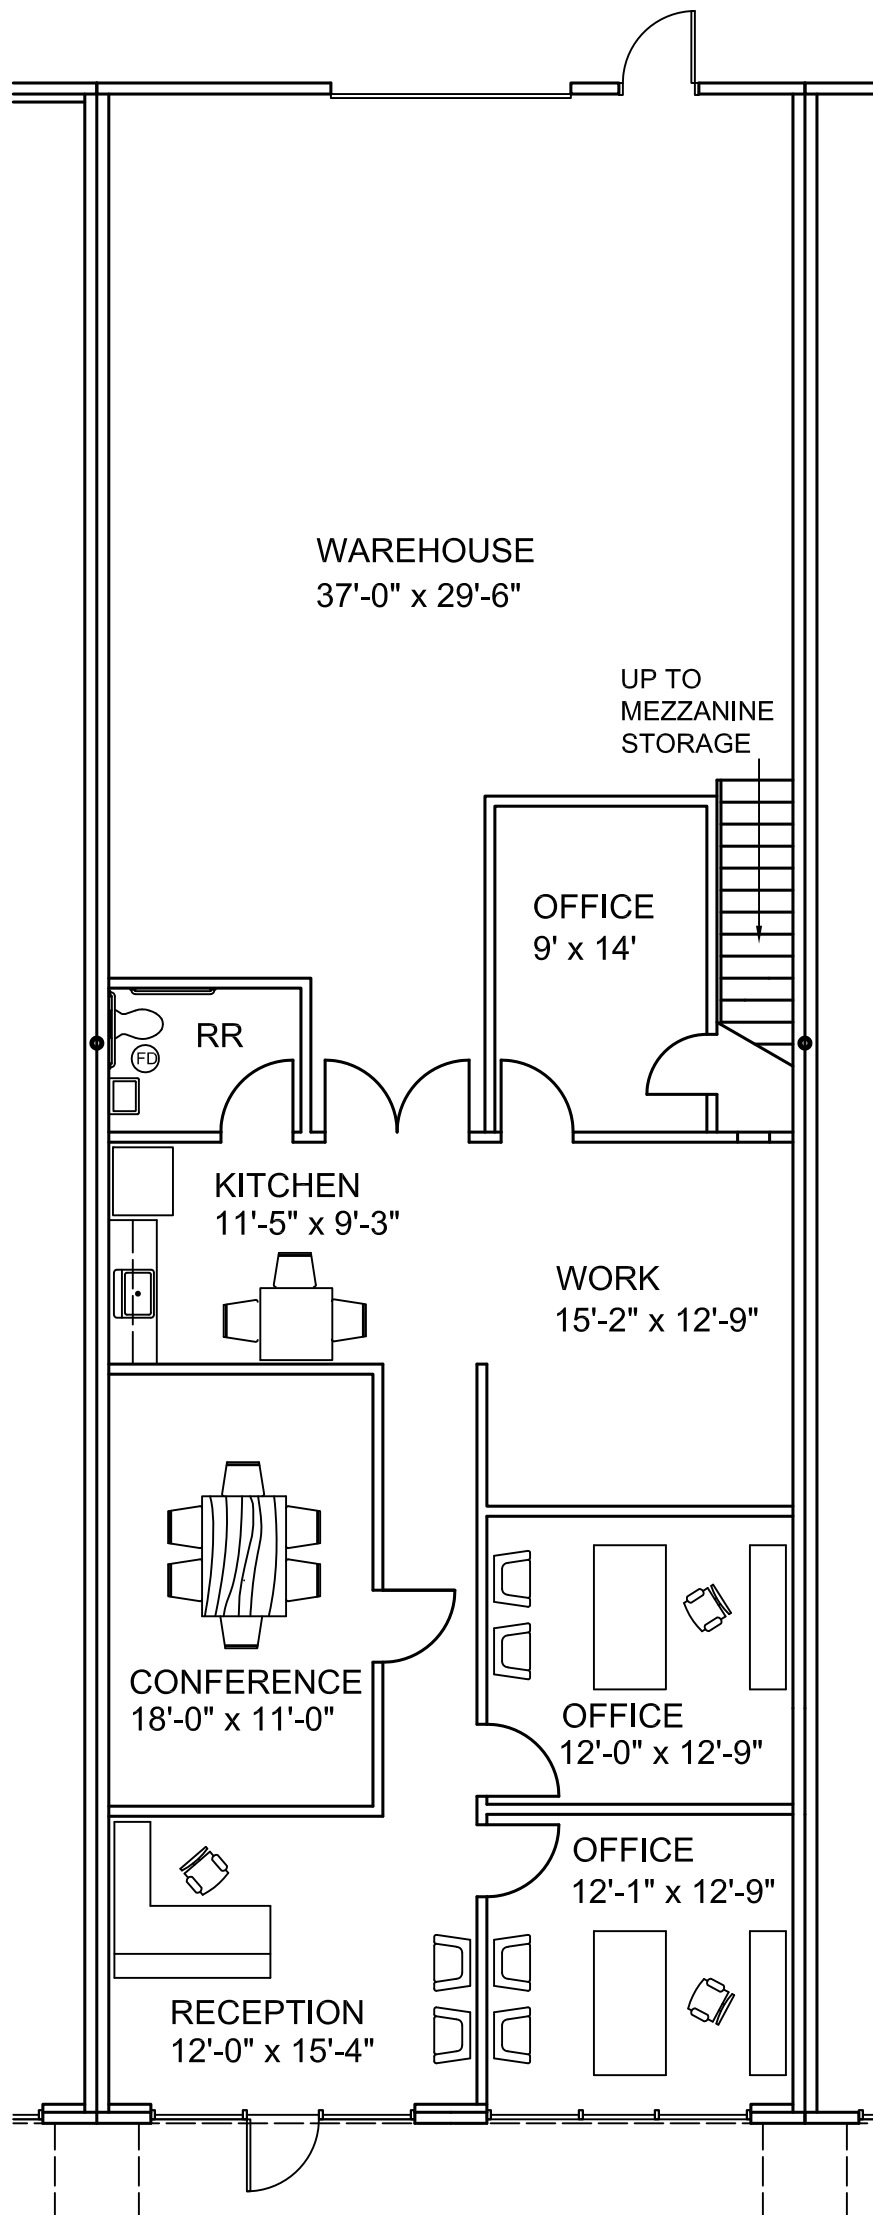 WAREHOUSE
37'-0" x 29'-6"
UP TO
MEZZANINE
STORAGE
OFFICE
9' x 14'
RR
FD
KITCHEN
11'-5" x 9'-3"
WORK
15'-2" x 12'-9"
CONFERENCE
18'-0" x 11'-0"
OFFICE
12'-0" x 12'-9"
OFFICE
12'-1" x 12'-9"
RECEPTION
12'-0" x 15'-4"